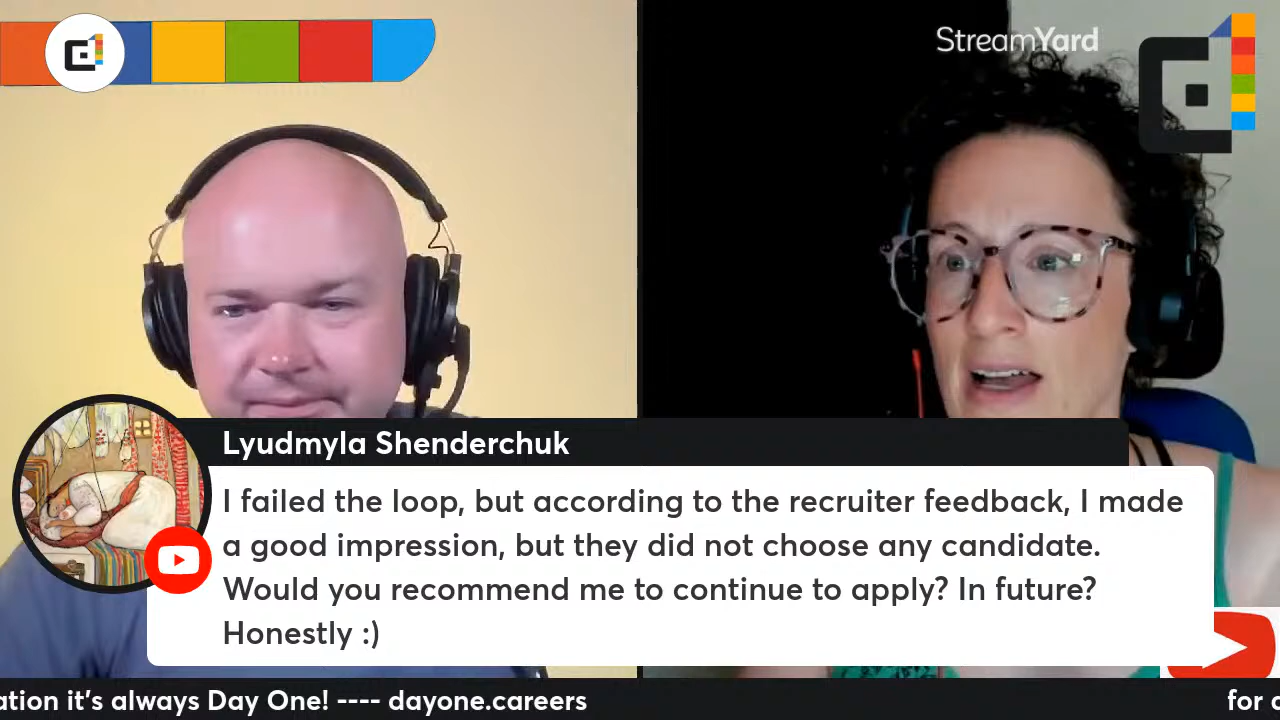 StreamYard
Lyudmyla Shenderchuk
I failed the loop, but according to the recruiter feedback, I made
a good impression, but they did not choose any candidate.
Would you recommend me to continue to apply? In future?
Honestly :)
ation it's always Day One! ---- dayone.careers
for